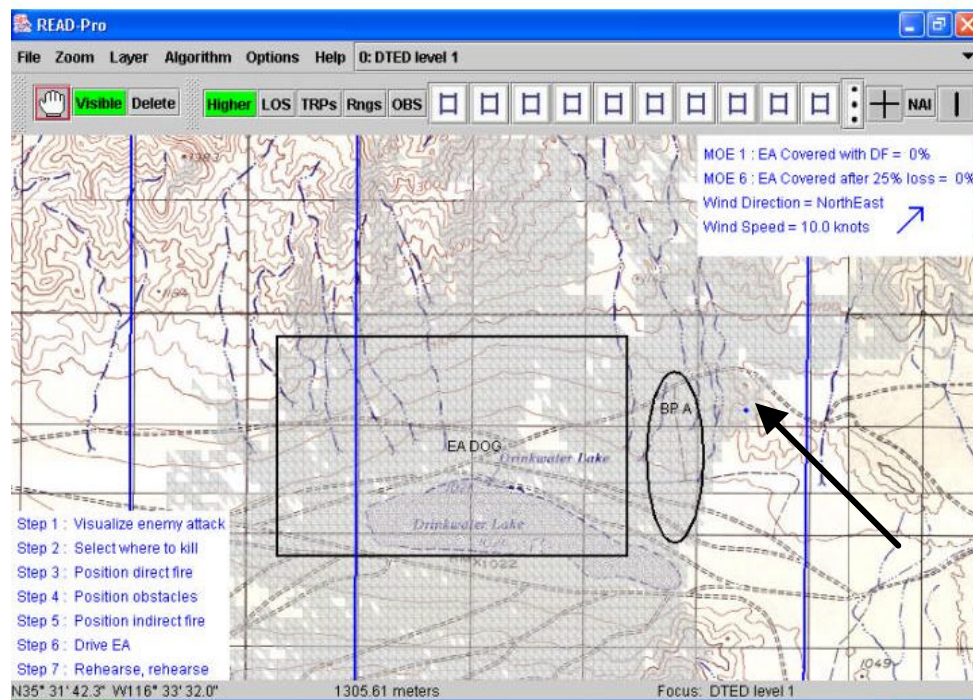 READ-Pro
File Zoom Layer Algorithm Options Help 0: DTED level 1
Visible Delete Higher LOS TRPs Rngs OBS NAI
MOE 1 : EA Covered with DF = 0%
MOE 6 : EA Covered after 25% loss = 0%
Wind Direction = NorthEast
Wind Speed = 10.0 knots
BP A
EA DOG
Drinkwater Lake
Drinkwater Lake
1022
1049
Step 1 : Visualize enemy attack
Step 2 : Select where to kill
Step 3 : Position direct fire
Step 4 : Position obstacles
Step 5 : Position indirect fire
Step 6 : Drive EA
Step 7 : Rehearse, rehearse
N35° 31' 42.3" W116° 33' 32.0" 1305.61 meters Focus: DTED level 1